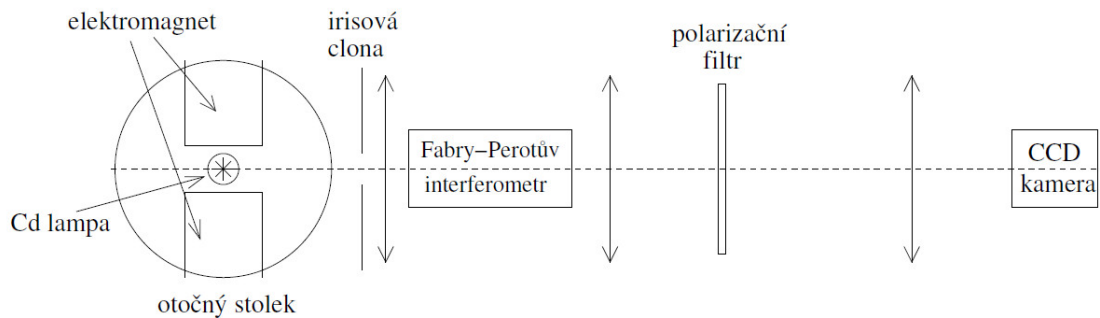 elektromagnet
irisová
clona
polarizační
filtr
Fabry−Perotův
interferometr
CCD
kamera
Cd lampa
otočný stolek